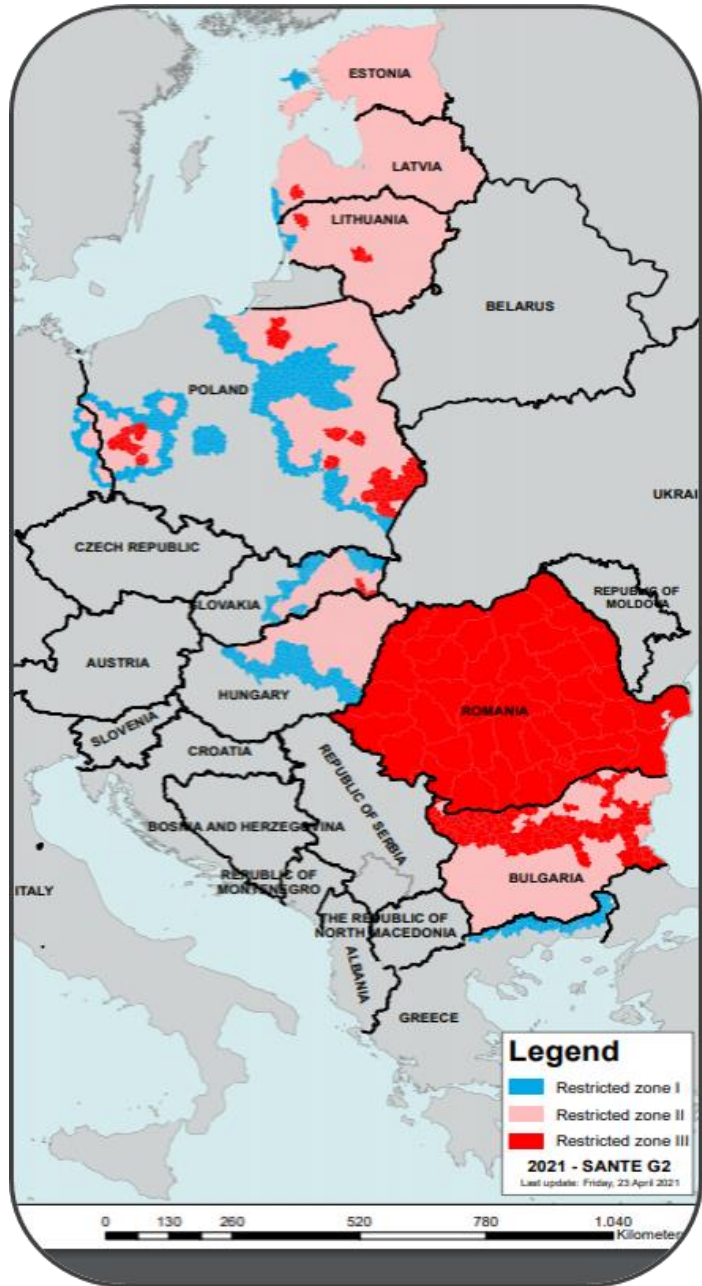 ESTONIA
LATVIA
LITHUANIA
BELARUS
POLAND
UKRAI
CZECH REPUBLIC
SLOVAKIA
REPUBLIC OF
MOLDOVA
AUSTRIA
HUNGARY
ROMANIA
SLOVENIA
CROATIA
REPUBLIC OF SERBIA
BOSNIA AND HERZEGOVINA
ITALY
REPUBLIC OF
MONTENEGRO
BULGARIA
THE REPUBLIC OF
NORTH MACEDONIA
ALBANIA
GREECE
Legend
Restricted zone I
Restricted zone II
Restricted zone III
2021 - SANTE G2
Last update: Friday, 23 April 2021
0 130 260 520 780 1.040
Kilometer